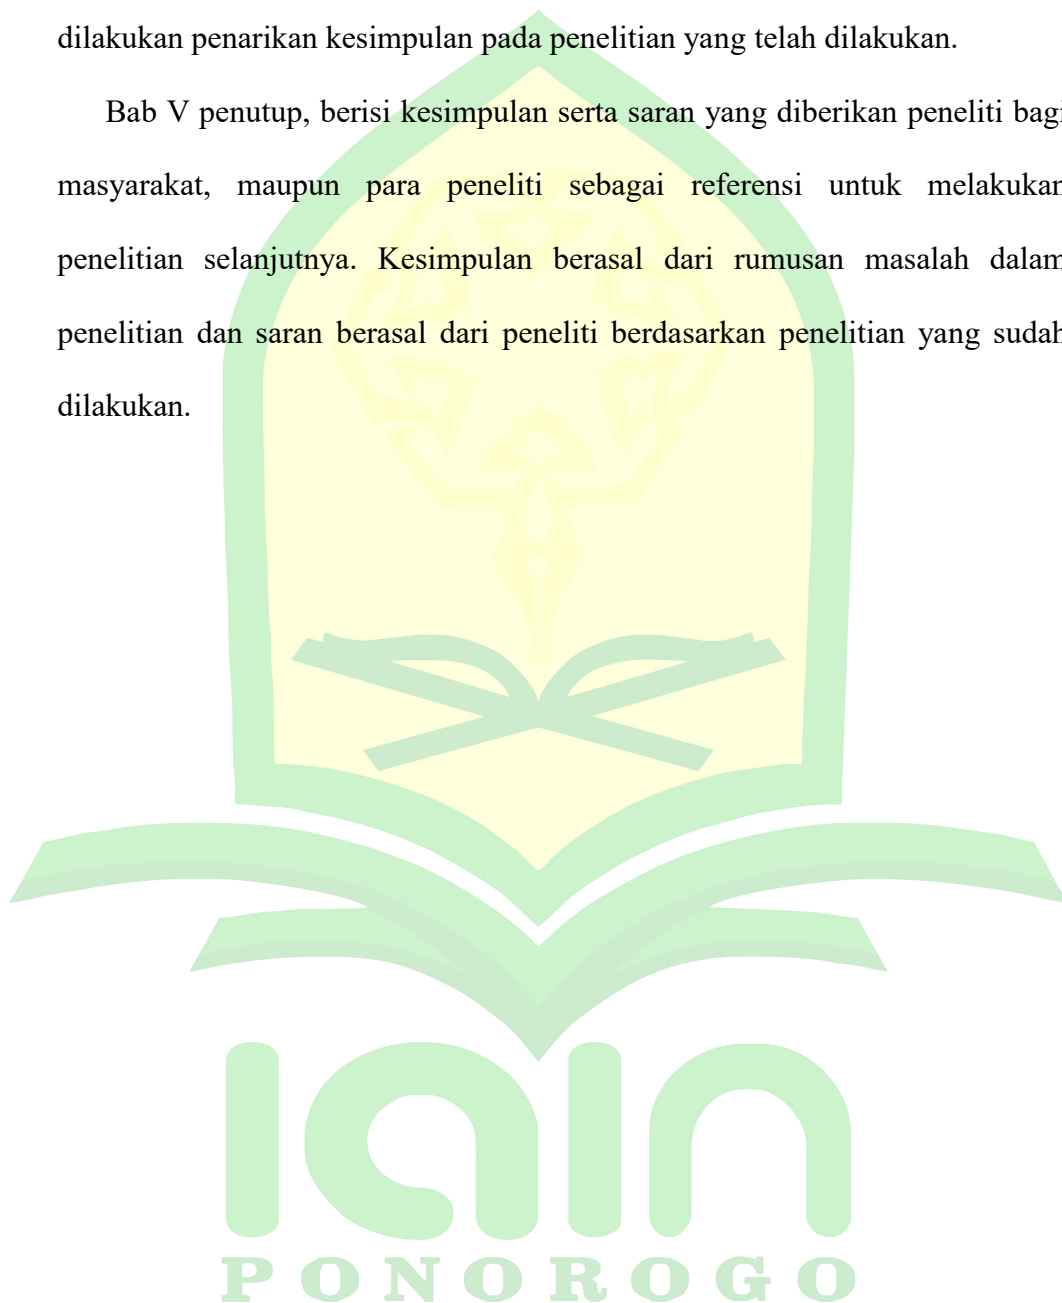 dilakukan penarikan kesimpulan pada penelitian yang telah dilakukan.
Bab V penutup, berisi kesimpulan serta saran yang diberikan peneliti bagi
masyarakat, maupun para peneliti sebagai referensi untuk melakukan
penelitian selanjutnya. Kesimpulan berasal dari rumusan masalah dalam
penelitian dan saran berasal dari peneliti berdasarkan penelitian yang sudah
dilakukan.
IAIN
PONOROGO